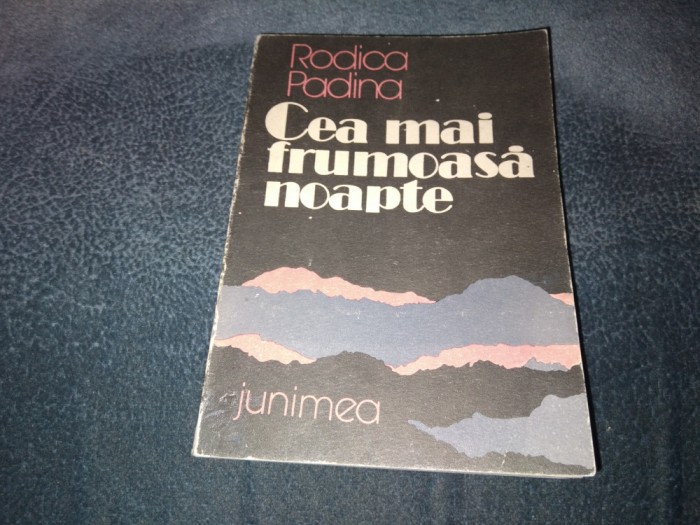 Rodica
Padina
Cea mai
frumoasă
noapte
junimea